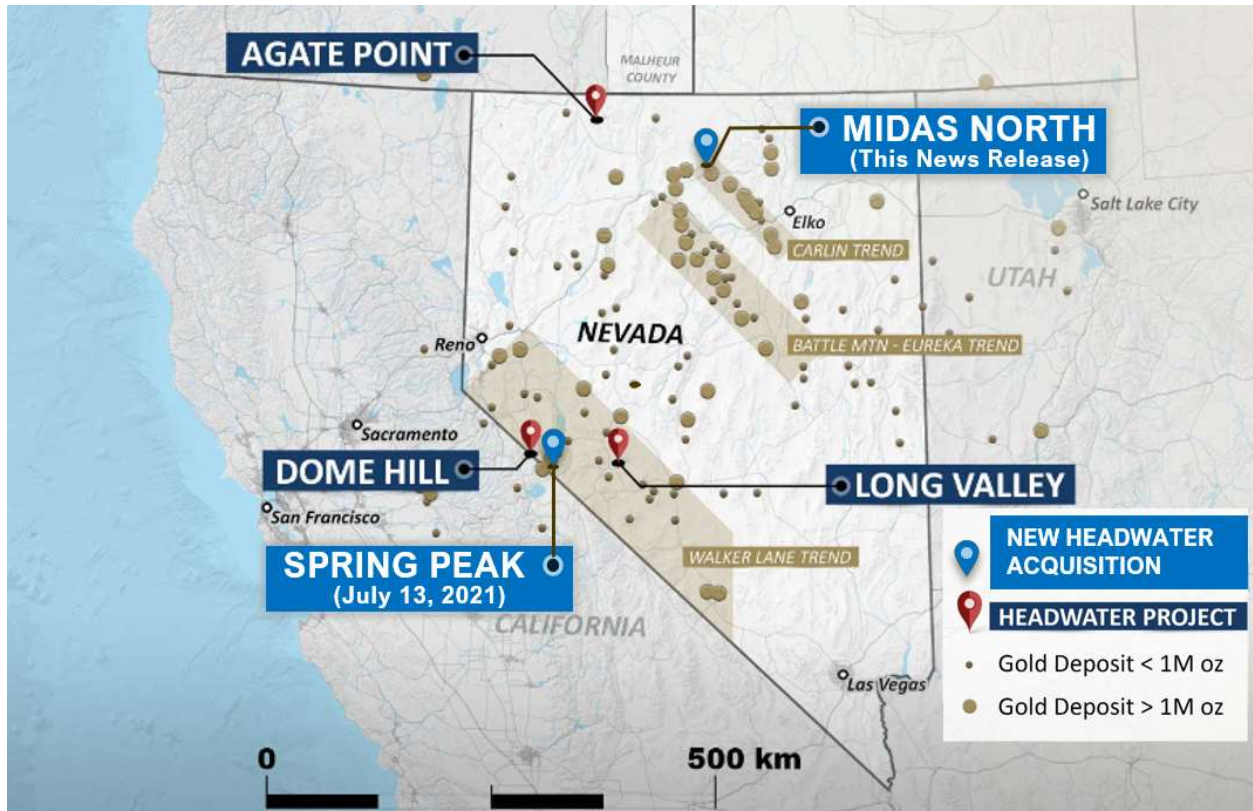 AGATE POINT
MALHEUR
COUNTY
MIDAS NORTH
(This News Release)
Salt Lake City
Elko
CARLIN TREND
UTAH
NEVADA
Reno
BATTLE MTN - EUREKA TREND
Sacramento
DOME HILL
LONG VALLEY
San Francisco
SPRING PEAK
(July 13, 2021)
WALKER LANE TREND
CALIFORNIA
Las Vegas
NEW HEADWATER
ACQUISITION
HEADWATER PROJECT
Gold Deposit < 1M oz
Gold Deposit > 1M oz
0
500 km